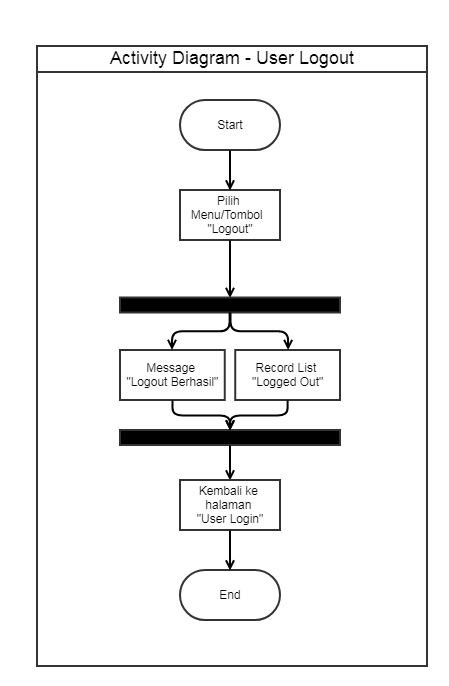 Activity Diagram - User Logout
Start
Pilih
Menu/Tombol
"Logout"
Message
"Logout Berhasil"
Record List
"Logged Out"
Kembali ke
halaman
"User Login"
End